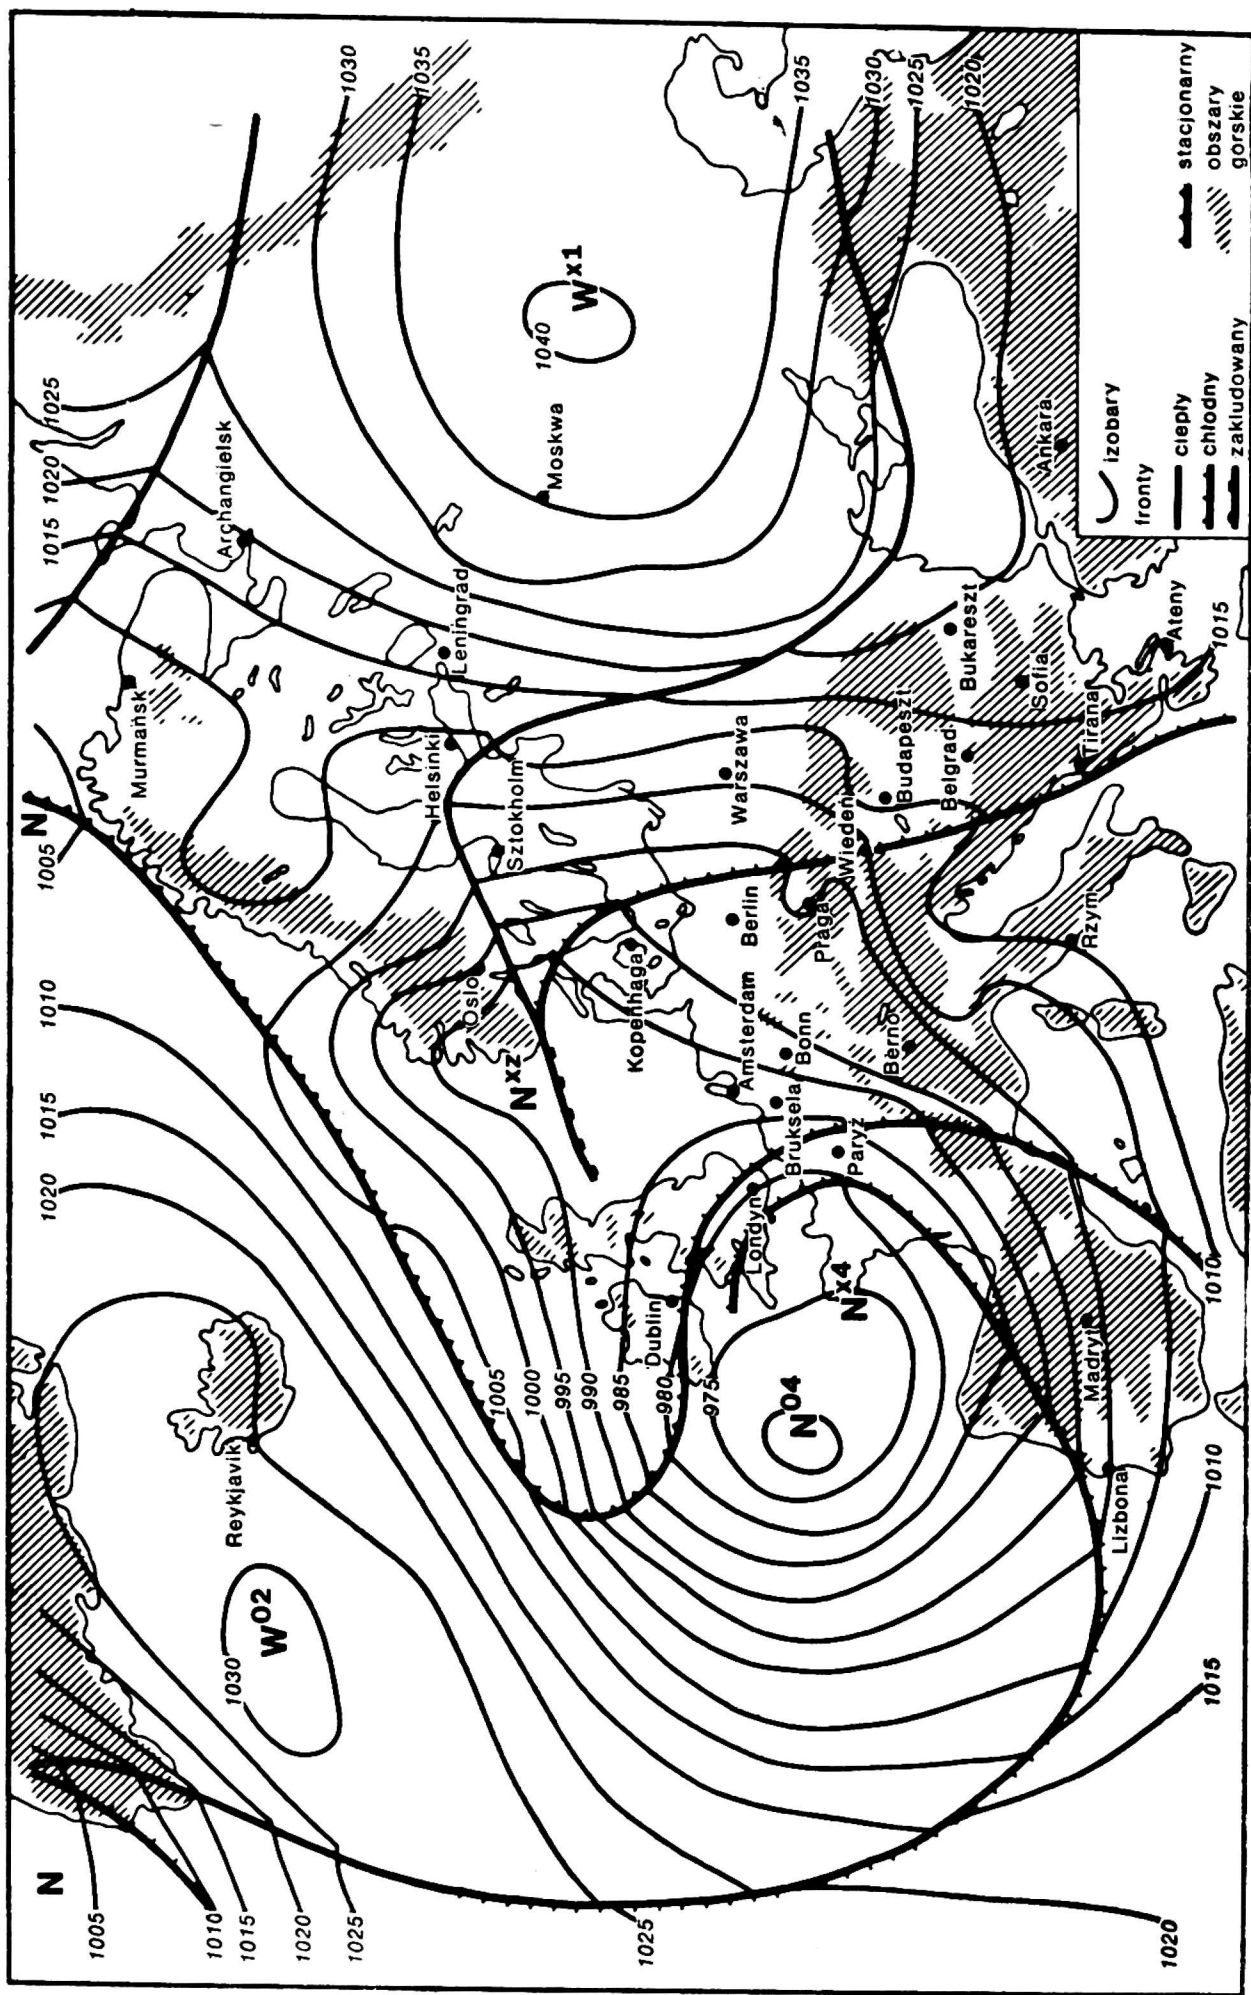 N
1020
1015
1010
1005
N
1015
1020
1025
1005
Murmańsk
1010
Archangielsk
1030
Reykjavik
1015
W02
1020
1030
1025
1035
Helsinki
Leningrad
Oslo
1005
Sztokholm
Nxz
1000
1040
Moskwa
995
Wx1
990
985
Kopenhaga
1025
Dublin
980
975
Warszawa
Amsterdam
Berlin
Londyn
Bruksela
N04
Bonn
1035
Praga
Wiedeń
Nx4
Paryż
1030
Berno
Budapeszt
1025
Belgrad
Bukareszt
1020
Sofia
Ankara
Tirana
Rzym
Madryt
Lizbona
1020
Ateny
1015
1010
1010
1015
izobary
fronty
ciepły
chłodny
zakludowany
stacjonarny
obszary
górskie